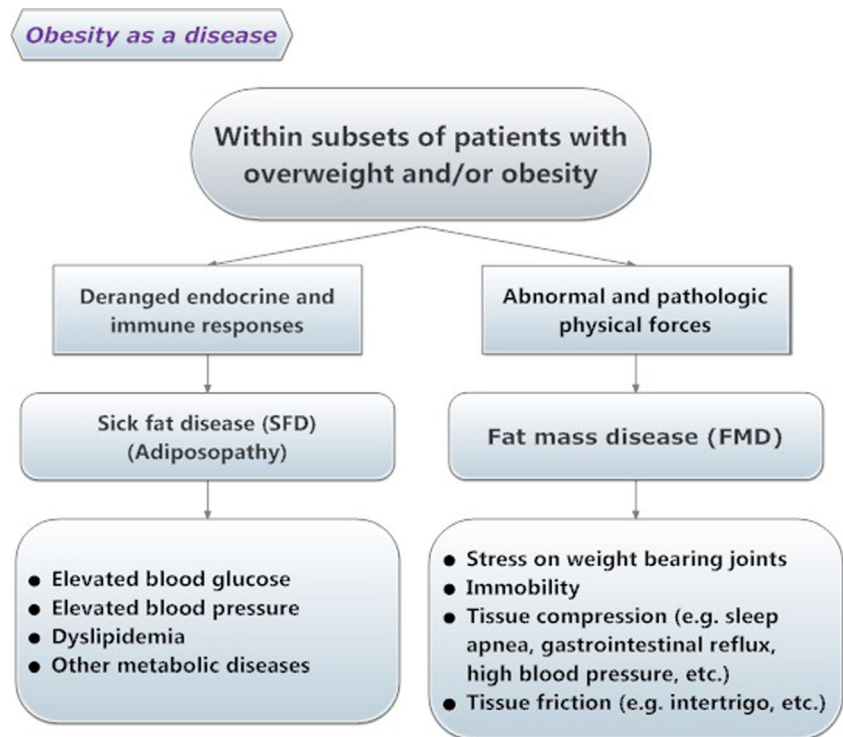 Obesity as a disease
Within subsets of patients with
overweight and/or obesity
Deranged endocrine and
immune responses
Abnormal and pathologic
physical forces
Sick fat disease (SFD)
(Adiposopathy)
Fat mass disease (FMD)
● Elevated blood glucose
● Elevated blood pressure
● Dyslipidemia
● Other metabolic diseases
● Stress on weight bearing joints
● Immobility
● Tissue compression (e.g. sleep
apnea, gastrointestinal reflux,
high blood pressure, etc.)
● Tissue friction (e.g. intertrigo, etc.)